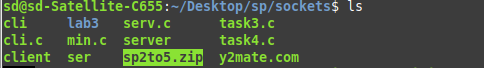 sd@sd-Satellite-C655:~/Desktop/sp/sockets$ ls
cli     lab3   serv.c      task3.c
cli.c   min.c  server      task4.c
client  ser    sp2to5.zip  y2mate.com